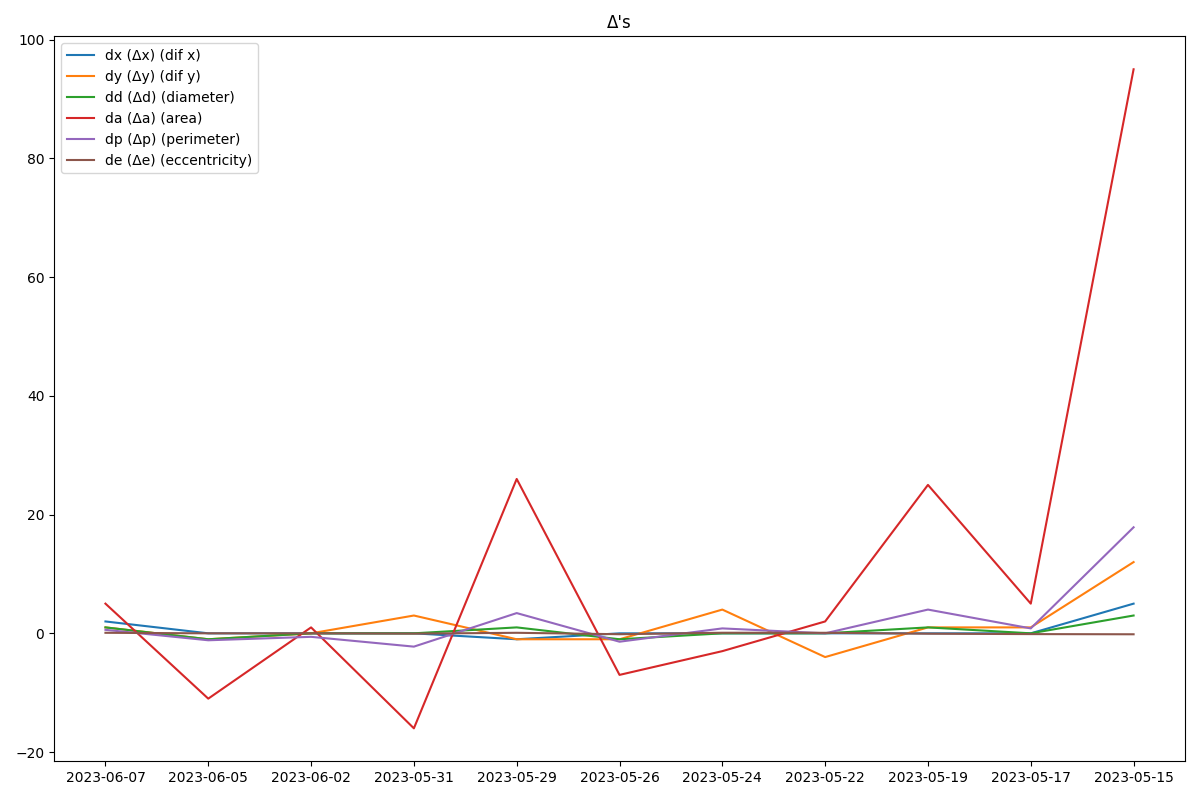 Δ's
100
80
60
40
20
0
−20
dx (Δx) (dif x)
dy (Δy) (dif y)
dd (Δd) (diameter)
da (Δa) (area)
dp (Δp) (perimeter)
de (Δe) (eccentricity)
2023-06-07 2023-06-05 2023-06-02 2023-05-31 2023-05-29 2023-05-26 2023-05-24 2023-05-22 2023-05-19 2023-05-17 2023-05-15